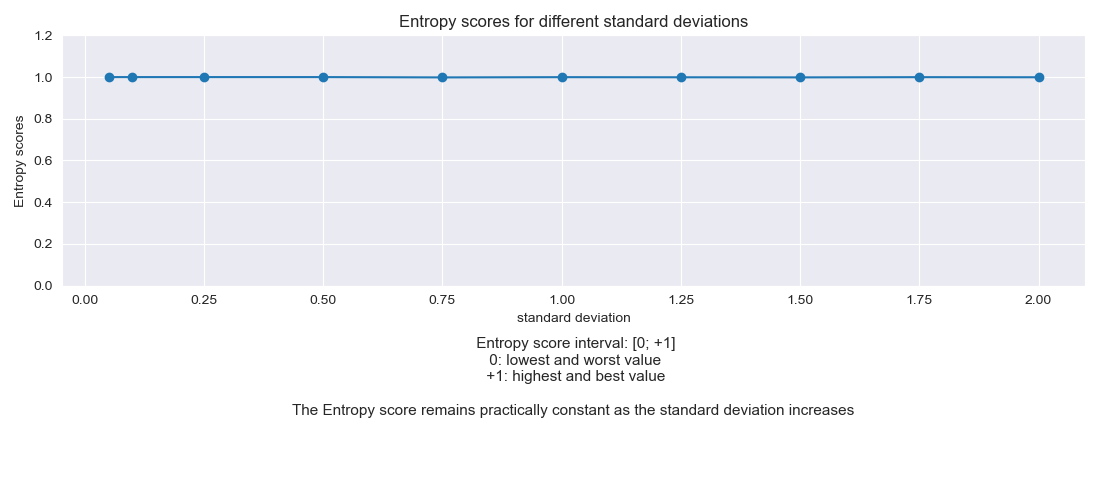 Entropy scores for different standard deviations
1.2
1.0
0.8
0.6
0.4
0.2
0.0
Entropy scores
0.00 0.25 0.50 0.75 1.00 1.25 1.50 1.75 2.00
standard deviation
Entropy score interval: [0; +1]
0: lowest and worst value
+1: highest and best value
The Entropy score remains practically constant as the standard deviation increases